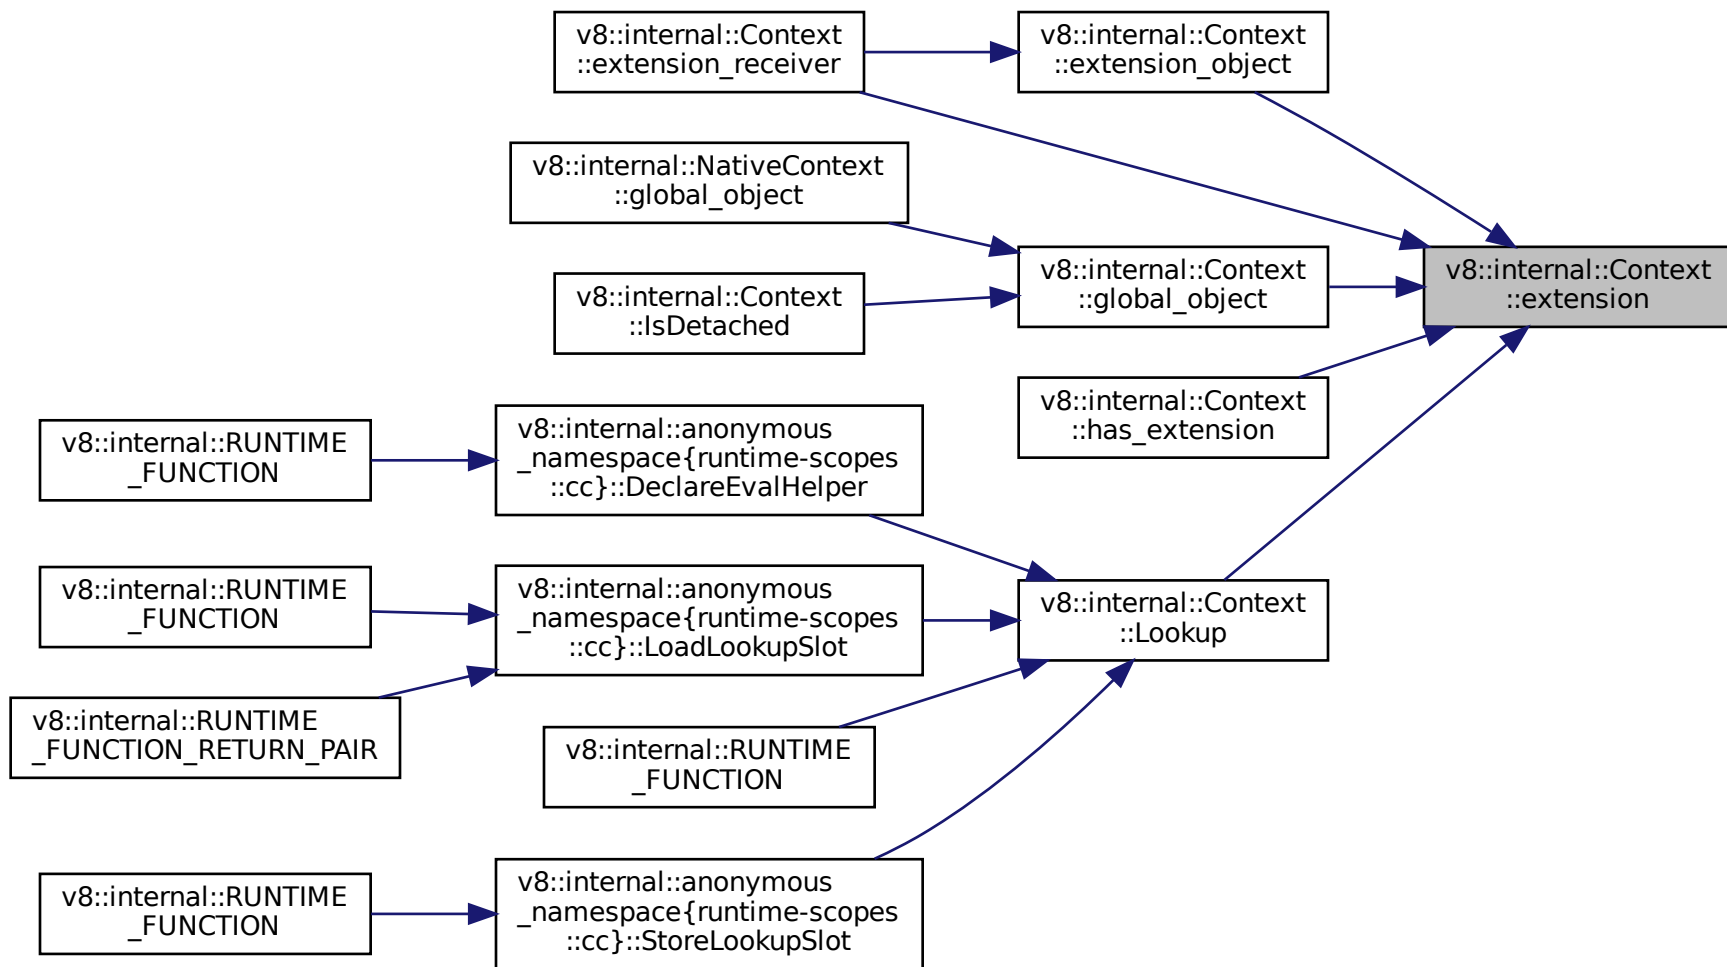 v8::internal::Context
::extension_receiver
v8::internal::Context
::extension_object
v8::internal::NativeContext
::global_object
v8::internal::Context
::global_object
v8::internal::Context
::extension
v8::internal::Context
::IsDetached
v8::internal::Context
::has_extension
v8::internal::RUNTIME
_FUNCTION
v8::internal::anonymous
_namespace{runtime-scopes
::cc}::DeclareEvalHelper
v8::internal::RUNTIME
_FUNCTION
v8::internal::anonymous
_namespace{runtime-scopes
::cc}::LoadLookupSlot
v8::internal::Context
::Lookup
v8::internal::RUNTIME
_FUNCTION_RETURN_PAIR
v8::internal::RUNTIME
_FUNCTION
v8::internal::RUNTIME
_FUNCTION
v8::internal::anonymous
_namespace{runtime-scopes
::cc}::StoreLookupSlot